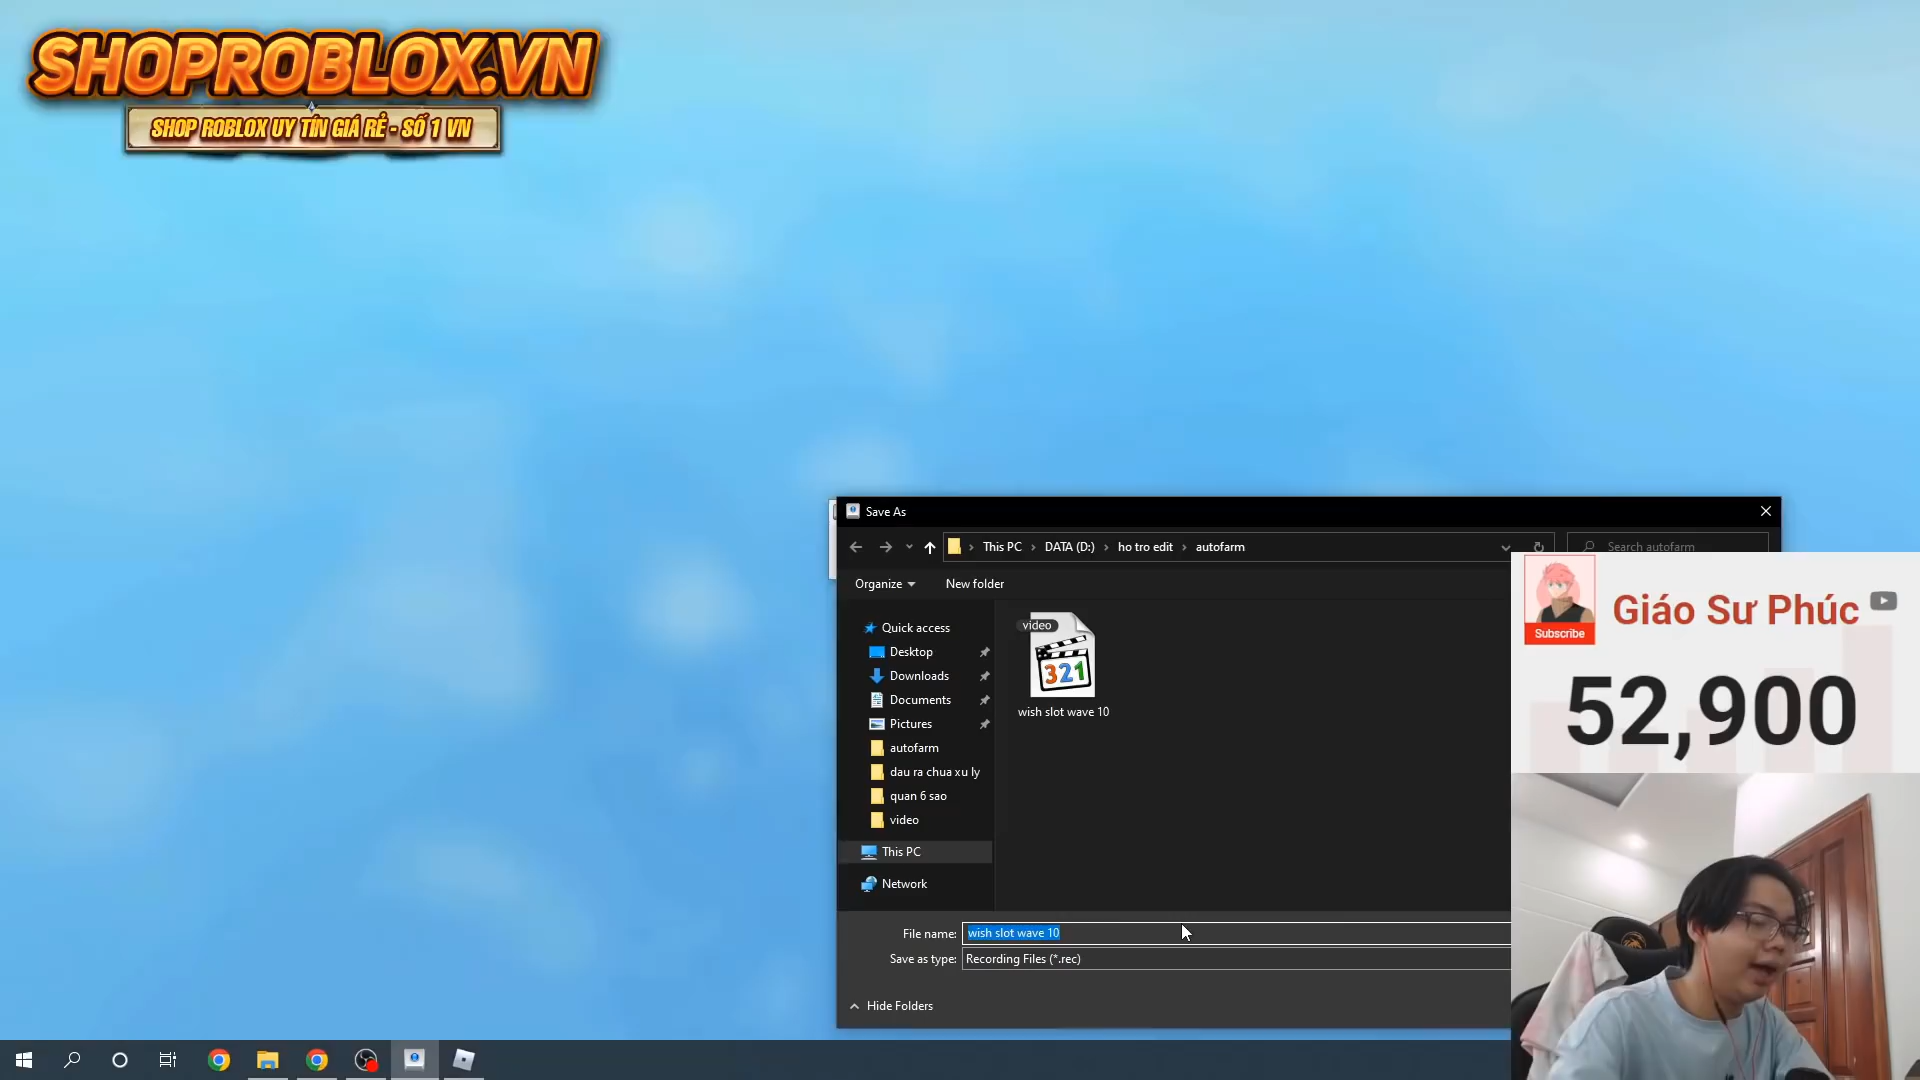 SHOPROBLOX.VN
SHOP ROBLOX UY TÍN GIÁ RẺ - SỐ 1 VN
Save As
This PC
DATA (D:)
ho tro edit
autofarm
Search autofarm
Organize
New folder
Quick access
Desktop
Downloads
Documents
Pictures
autofarm
dau ra chua xu ly
quan 6 sao
video
This PC
Network
video
321
wish slot wave 10
File name:
wish slot wave 10
Save as type:
Recording Files (*.rec)
Hide Folders
Subscribe
Giáo Sư Phúc
52,900